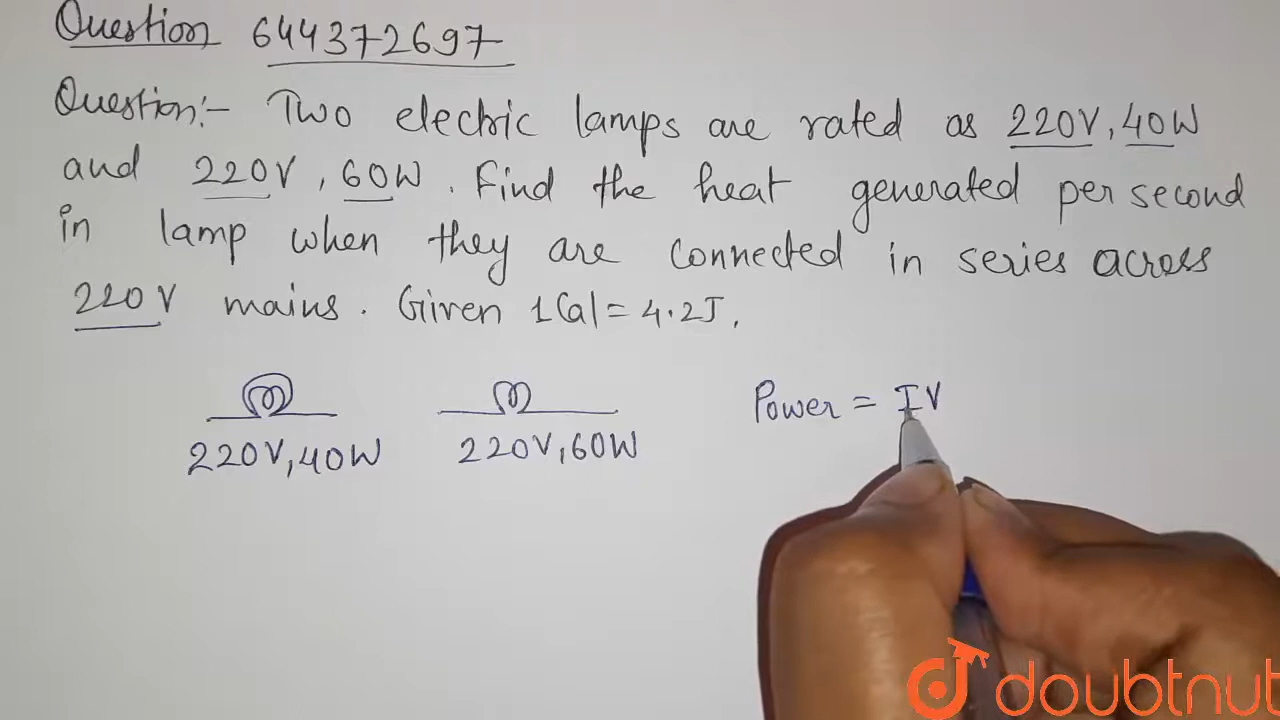 Question 644372697
Question:- Two electric lamps are rated as 220V, 40W
and 220V, 60W. Find the heat generated per second
in lamp when they are connected in series across
220V mains. Given 1Cal = 4.2J.
220V, 40W
220V, 60W
Power = IV
doubtnut